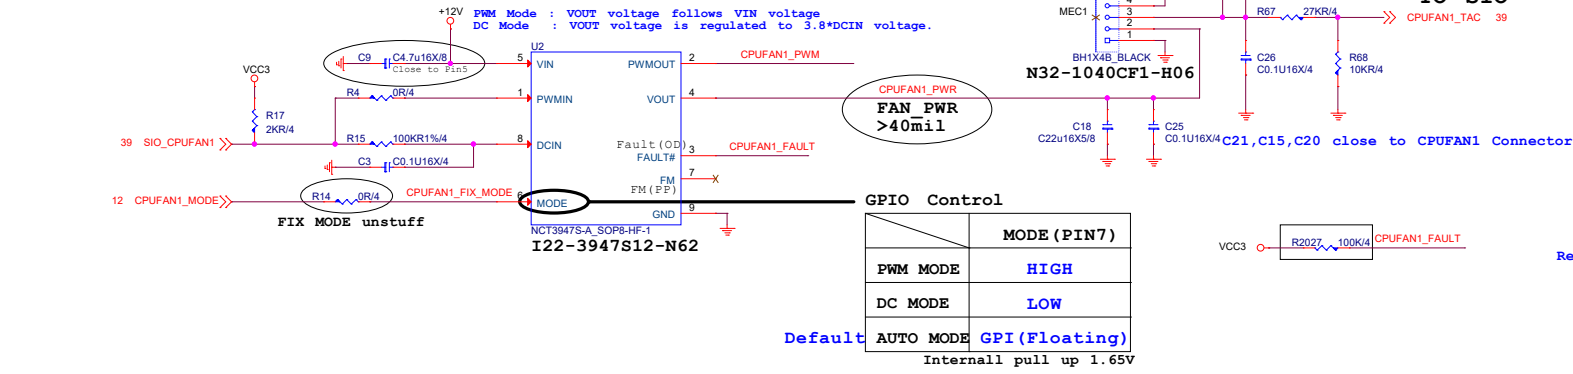 +12V
PWM Mode : VOUT voltage follows VIN voltage
DC Mode : VOUT voltage is regulated to 3.8*DCIN voltage.
MEC1
3
2
1
BH1X4B_BLACK
N32-1040CF1-H06
R67
27KR/4
CPUFAN1_TAC
39
C26
C0.1U16X/4
R68
10KR/4
C9
C4.7u16X/8
Close to Pin5
VCC3
R17
2KR/4
R4
0R/4
39
SIO_CPUFAN1
R15
100KR1%/4
C3
C0.1U16X/4
12
CPUFAN1_MODE
R14
0R/4
FIX MODE unstuff
CPUFAN1_FIX_MODE
U2
5
VIN
1
PWMIN
8
DCIN
6
MODE
PWMOUT
2
CPUFAN1_PWM
VOUT
4
CPUFAN1_PWR
FAN_PWR
>40mil
Fault(OD)
FAULT#
3
CPUFAN1_FAULT
FM
7
FM(PP)
GND
9
NCT3947S-A_SOP8-HF-1
I22-3947S12-N62
C18
C22u16X5/8
C25
C0.1U16X/4
C21,C15,C20 close to CPUFAN1 Connector
GPIO Control
MODE(PIN7)
PWM MODE
HIGH
DC MODE
LOW
Default
AUTO MODE
GPI(Floating)
Internall pull up 1.65V
VCC3
R2027
100K/4
CPUFAN1_FAULT
Re